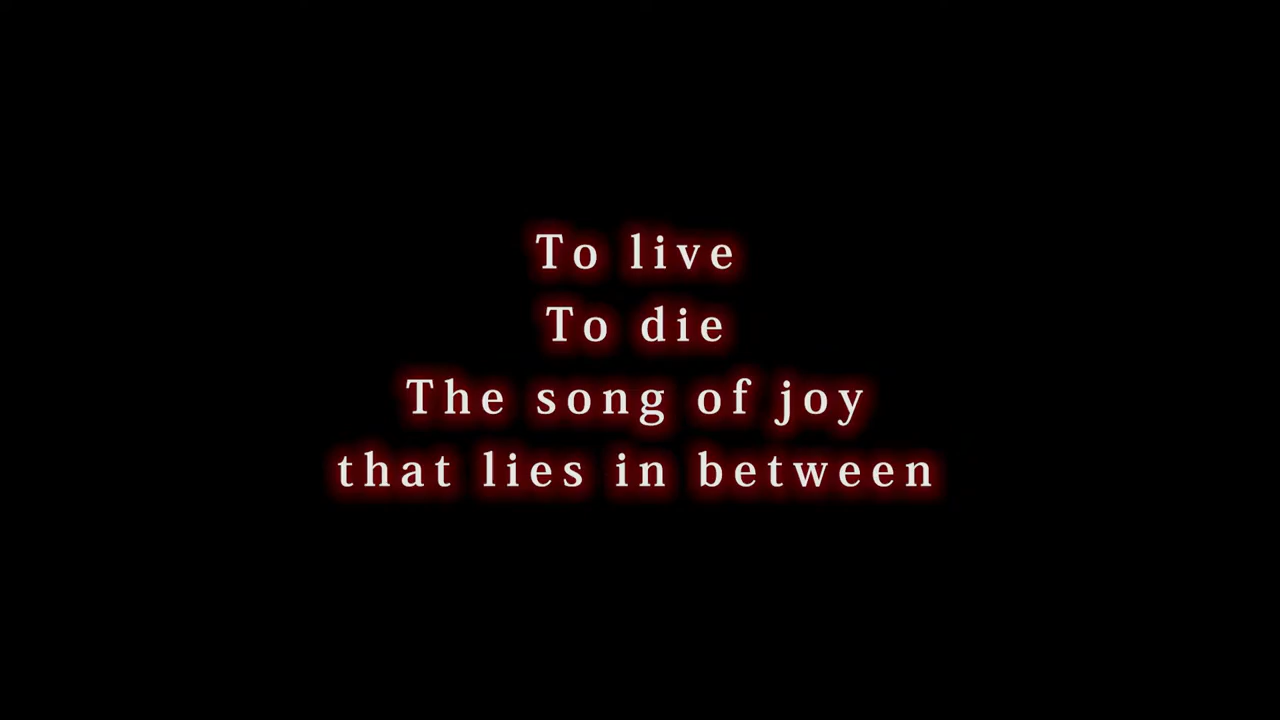 To live
To die
The song of joy
that lies in between